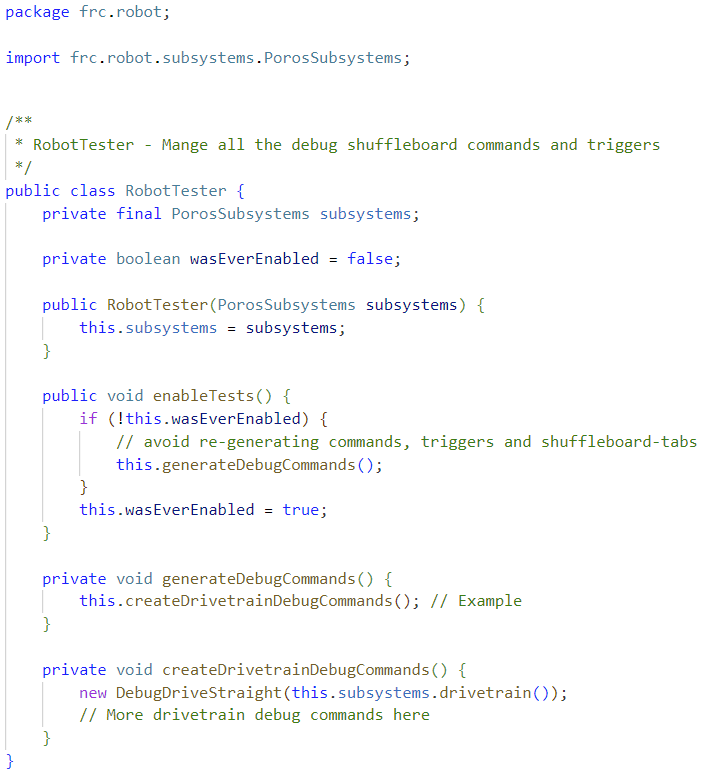 package frc.robot;
import frc.robot.subsystems.PorosSubsystems;
/**
* RobotTester - Mange all the debug shuffleboard commands and triggers
*/
public class RobotTester {
private final PorosSubsystems subsystems;
private boolean wasEverEnabled = false;
public RobotTester(PorosSubsystems subsystems) {
this.subsystems = subsystems;
}
public void enableTests() {
if (!this.wasEverEnabled) {
// avoid re-generating commands, triggers and shuffleboard-tabs
this.generateDebugCommands();
}
this.wasEverEnabled = true;
}
private void generateDebugCommands() {
this.createDrivetrainDebugCommands(); // Example
}
private void createDrivetrainDebugCommands() {
new DebugDriveStraight(this.subsystems.drivetrain());
// More drivetrain debug commands here
}
}